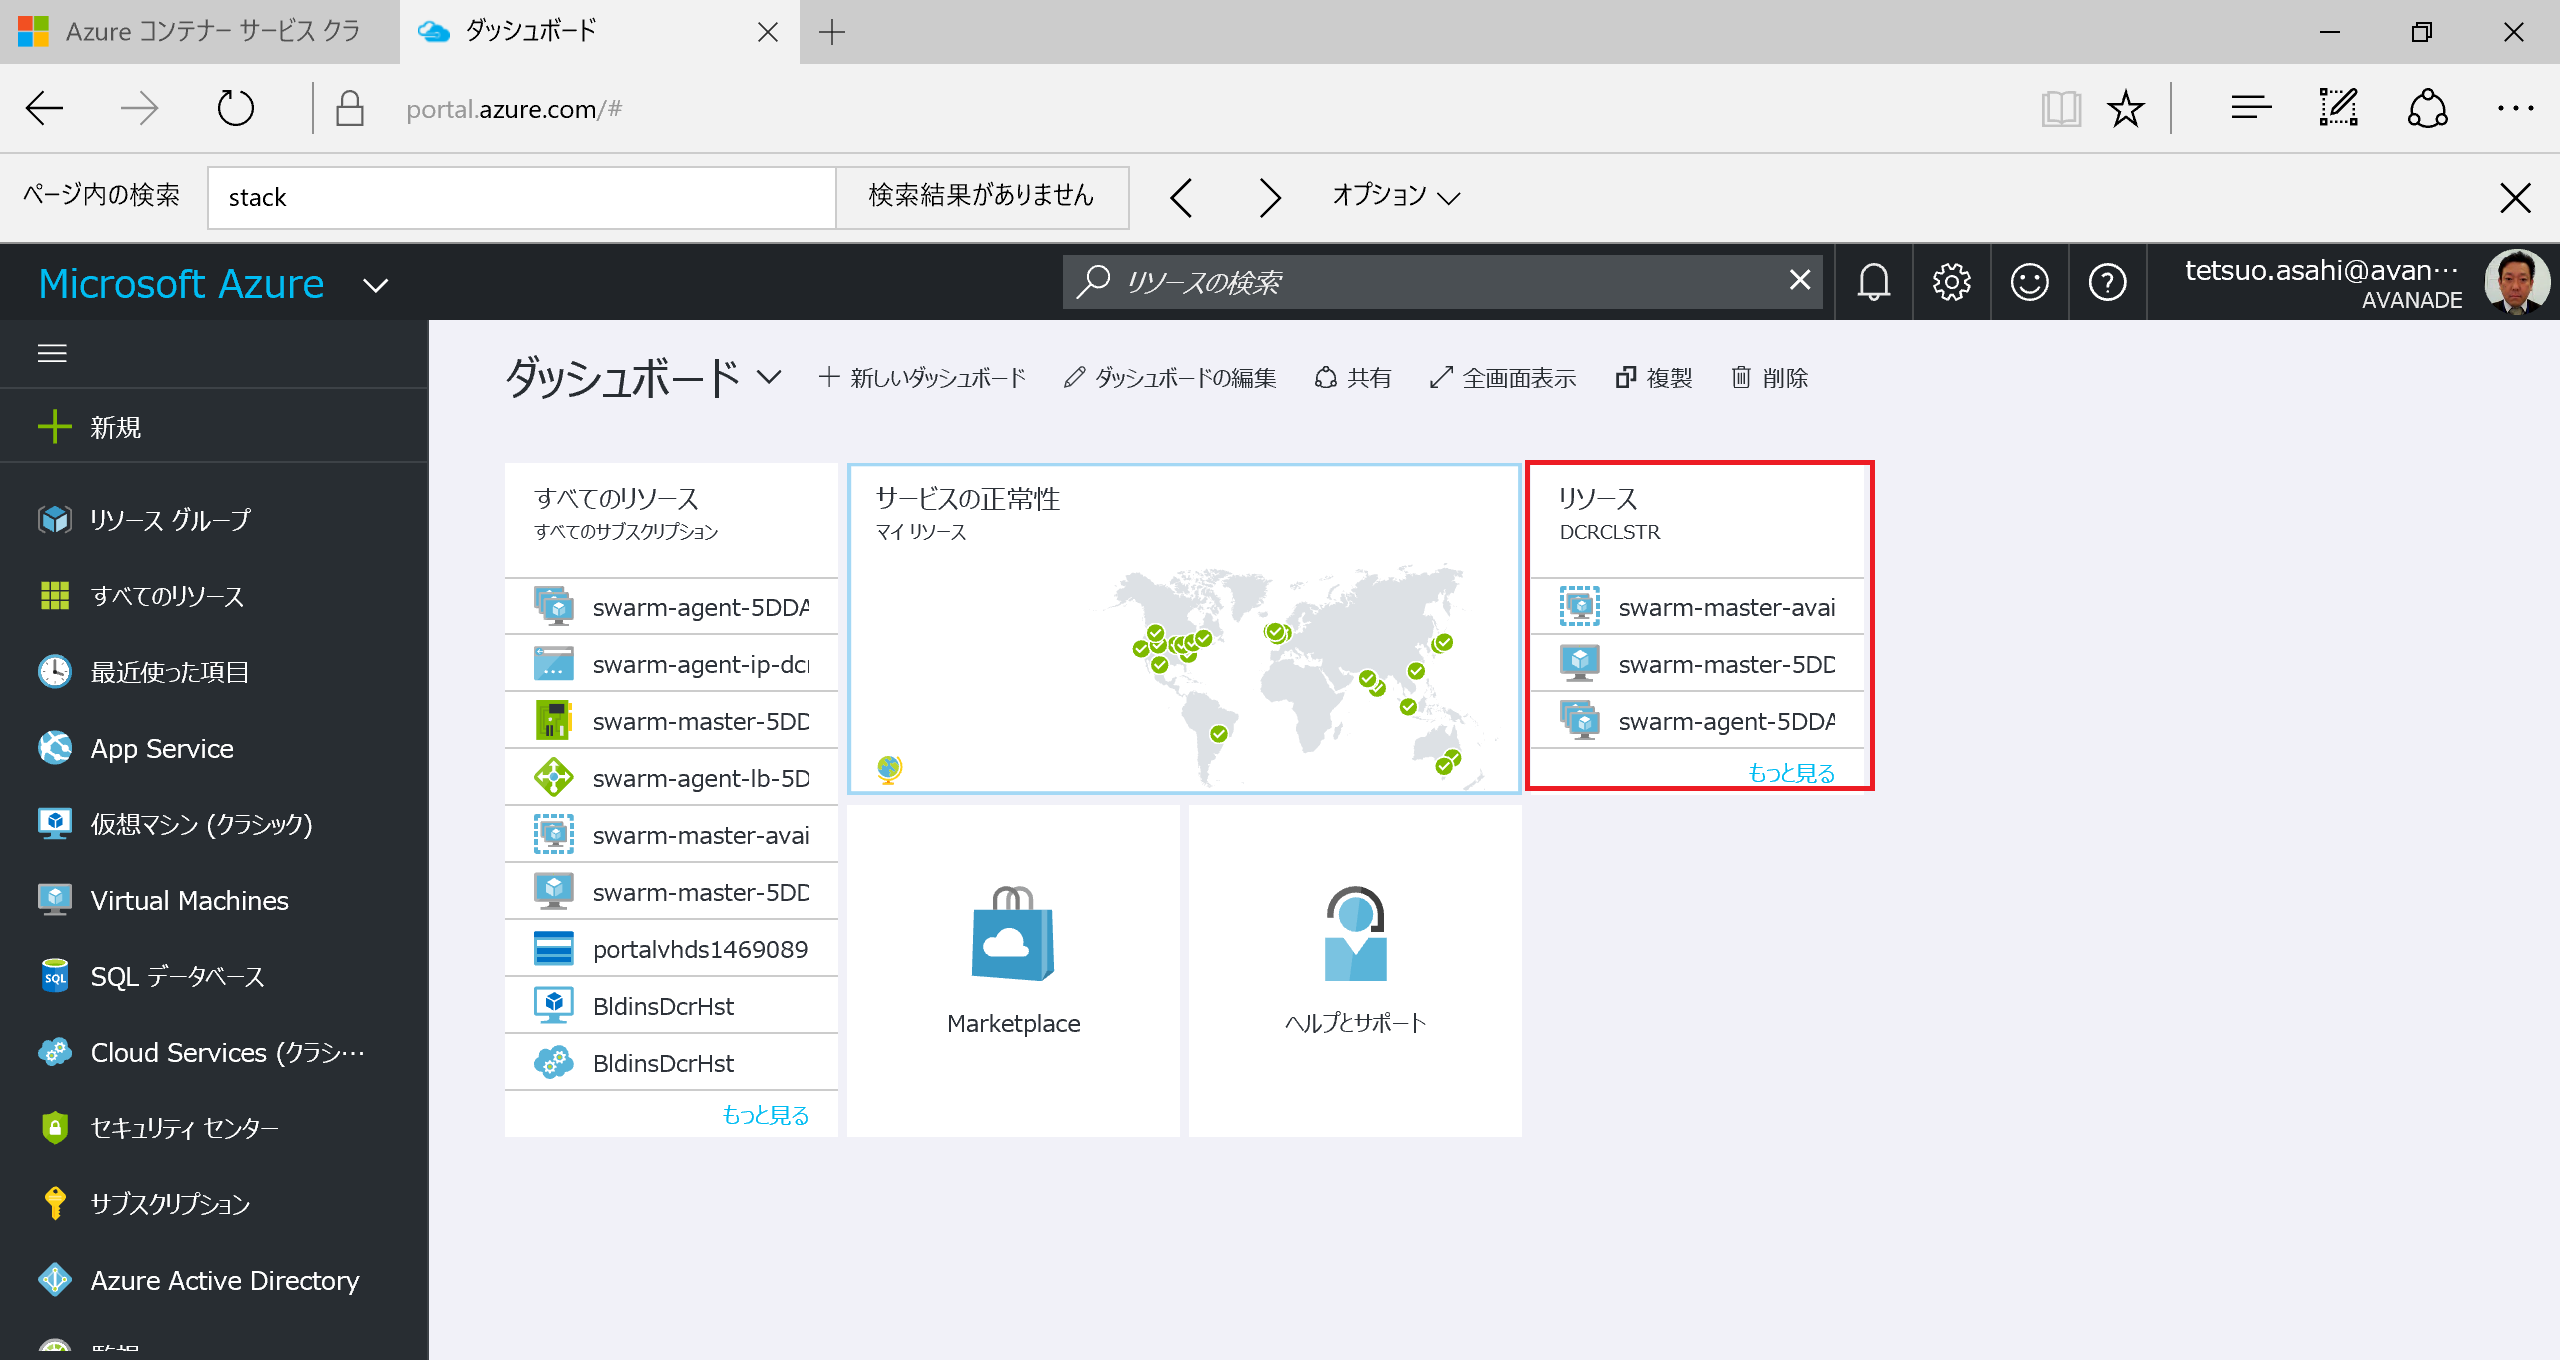 Azure コンテナー サービス クラ
ダッシュボード
portal.azure.com/#
ページ内の検索
stack
検索結果がありません
オプション
Microsoft Azure
リソースの検索
tetsuo.asahi@avan…
AVANADE
ダッシュボード
新しいダッシュボード
ダッシュボードの編集
共有
全画面表示
複製
削除
新規
リソース グループ
すべてのリソース
最近使った項目
App Service
仮想マシン (クラシック)
Virtual Machines
SQL データベース
Cloud Services (クラシ…
セキュリティ センター
サブスクリプション
Azure Active Directory
すべてのリソース
すべてのサブスクリプション
swarm-agent-5DDA
swarm-agent-ip-dcr
swarm-master-5DD
swarm-agent-lb-5D
swarm-master-avai
swarm-master-5DD
portalvhds1469089
BldinsDcrHst
BldinsDcrHst
もっと見る
サービスの正常性
マイ リソース
Marketplace
ヘルプとサポート
リソース
DCRCLSTR
swarm-master-avai
swarm-master-5DD
swarm-agent-5DDA
もっと見る